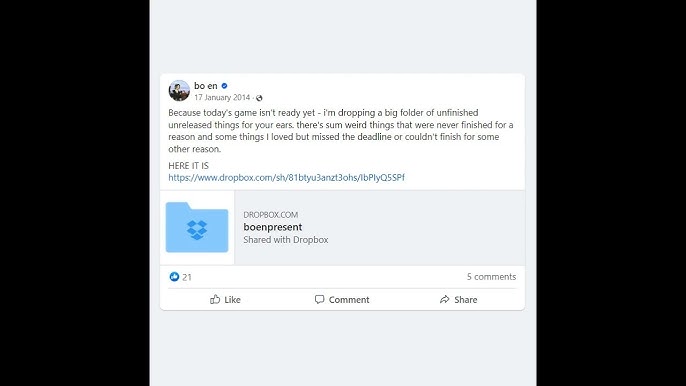 bo en
17 January 2014 ·
Because today's game isn't ready yet - i'm dropping a big folder of unfinished
unreleased things for your ears. there's sum weird things that were never finished for a
reason and some things I loved but missed the deadline or couldn't finish for some
other reason.
HERE IT IS
https://www.dropbox.com/sh/81btyu3anzt3ohs/IbPIyQ5SPf
DROPBOX.COM
boenpresent
Shared with Dropbox
21
5 comments
Like
Comment
Share